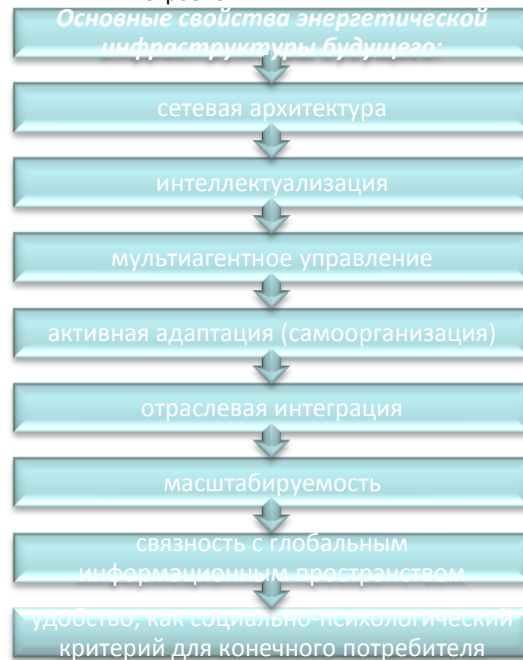 Основные свойства энергетической
инфраструктуры будущего:
сетевая архитектура
интеллектуализация
мультиагентное управление
активная адаптация (самоорганизация)
отраслевая интеграция
масштабируемость
связность с глобальным
информационным пространством
удобство, как социально-психологический
критерий для конечного потребителя